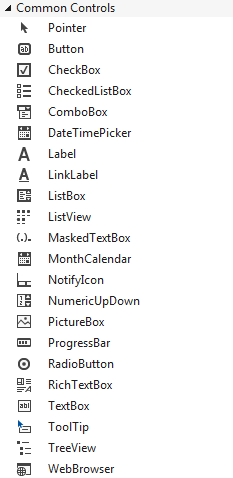 Common Controls
Pointer
Button
CheckBox
CheckedListBox
ComboBox
DateTimePicker
Label
LinkLabel
ListBox
ListView
MaskedTextBox
MonthCalendar
NotifyIcon
NumericUpDown
PictureBox
ProgressBar
RadioButton
RichTextBox
TextBox
ToolTip
TreeView
WebBrowser